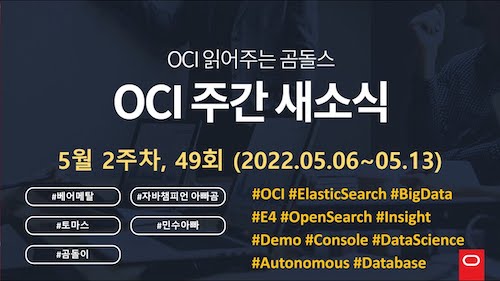 OCI 읽어주는 곰돌스
OCI 주간 새소식
5월 2주차, 49회 (2022.05.06~05.13)
#베어메탈
#자바챔피언 아빠곰
#토마스
#민수아빠
#곰돌이
#OCI #ElasticSearch #BigData
#E4 #OpenSearch #Insight
#Demo #Console #DataScience
#Autonomous #Database